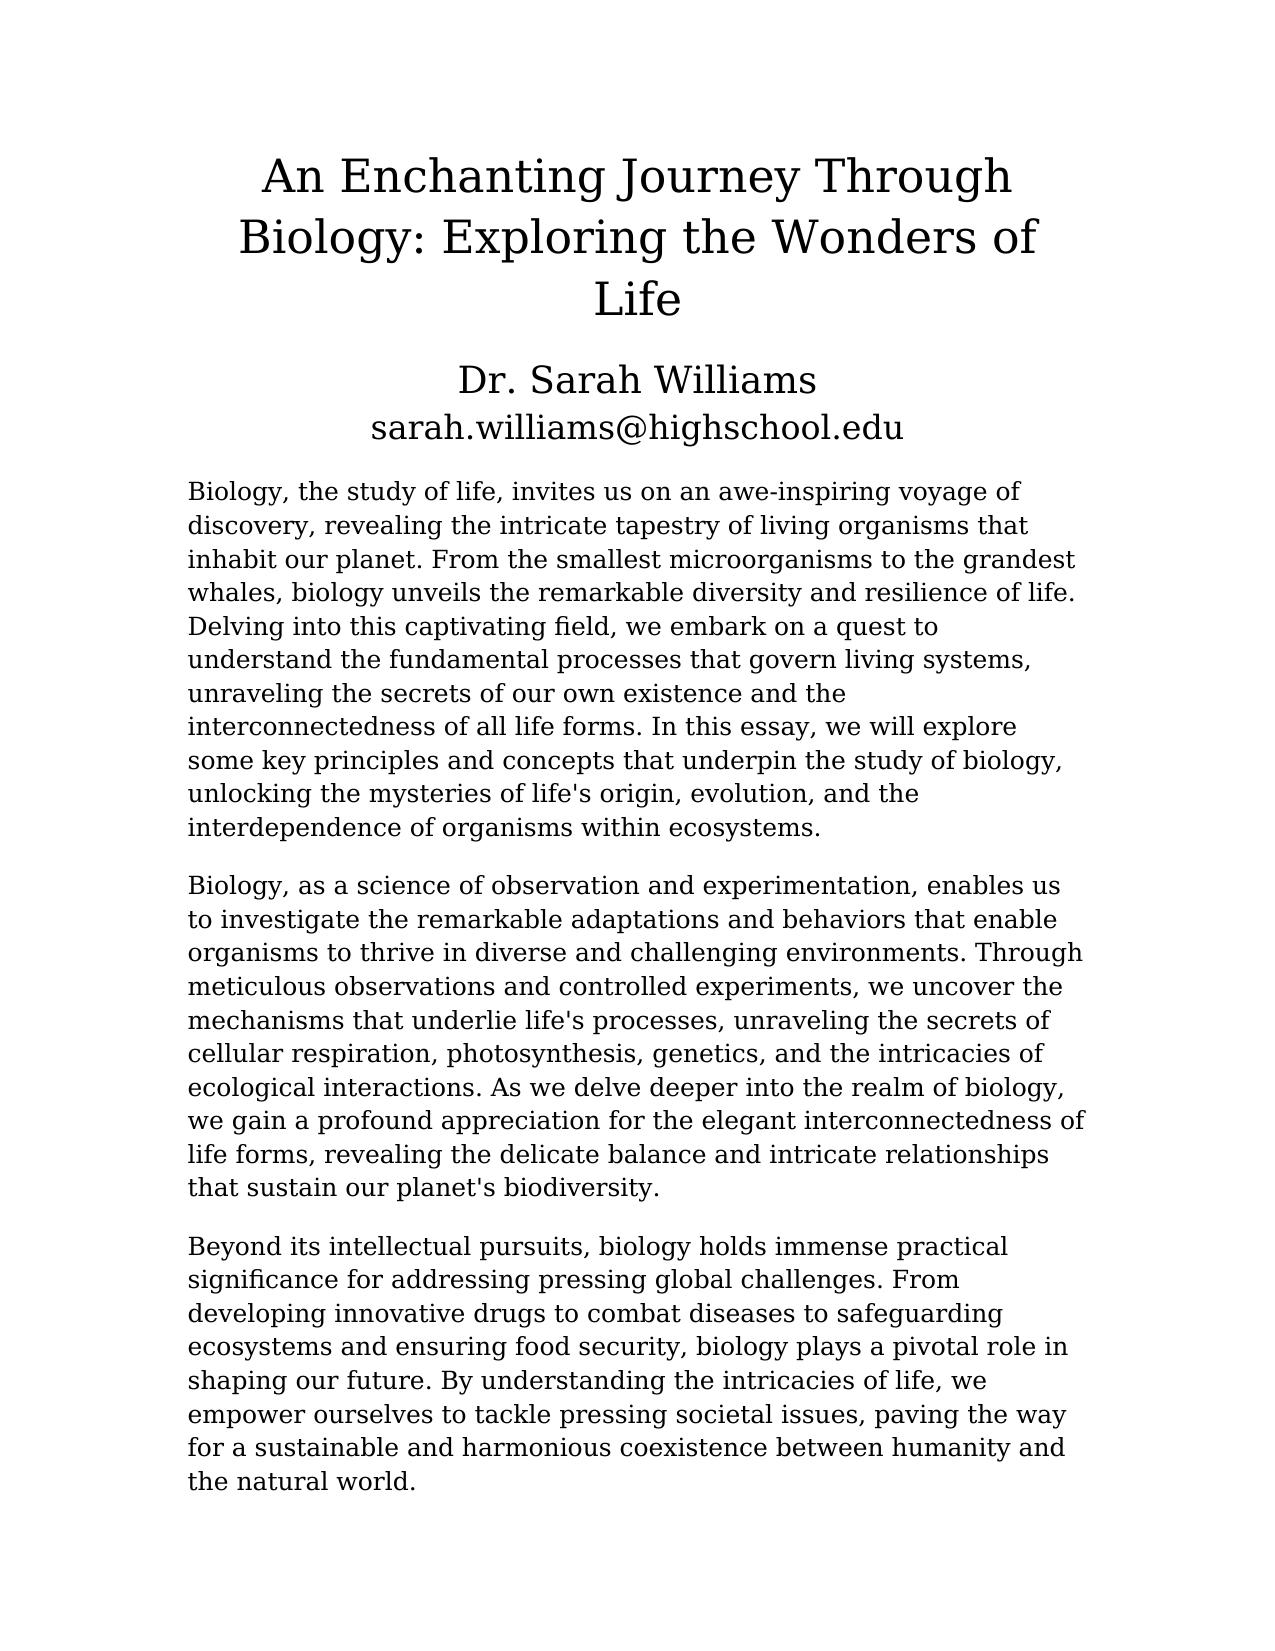 An Enchanting Journey Through
Biology: Exploring the Wonders of
Life
Dr. Sarah Williams
sarah.williams@highschool.edu
Biology, the study of life, invites us on an awe-inspiring voyage of
discovery, revealing the intricate tapestry of living organisms that
inhabit our planet. From the smallest microorganisms to the grandest
whales, biology unveils the remarkable diversity and resilience of life.
Delving into this captivating field, we embark on a quest to
understand the fundamental processes that govern living systems,
unraveling the secrets of our own existence and the
interconnectedness of all life forms. In this essay, we will explore
some key principles and concepts that underpin the study of biology,
unlocking the mysteries of life's origin, evolution, and the
interdependence of organisms within ecosystems.
Biology, as a science of observation and experimentation, enables us
to investigate the remarkable adaptations and behaviors that enable
organisms to thrive in diverse and challenging environments. Through
meticulous observations and controlled experiments, we uncover the
mechanisms that underlie life's processes, unraveling the secrets of
cellular respiration, photosynthesis, genetics, and the intricacies of
ecological interactions. As we delve deeper into the realm of biology,
we gain a profound appreciation for the elegant interconnectedness of
life forms, revealing the delicate balance and intricate relationships
that sustain our planet's biodiversity.
Beyond its intellectual pursuits, biology holds immense practical
significance for addressing pressing global challenges. From
developing innovative drugs to combat diseases to safeguarding
ecosystems and ensuring food security, biology plays a pivotal role in
shaping our future. By understanding the intricacies of life, we
empower ourselves to tackle pressing societal issues, paving the way
for a sustainable and harmonious coexistence between humanity and
the natural world.